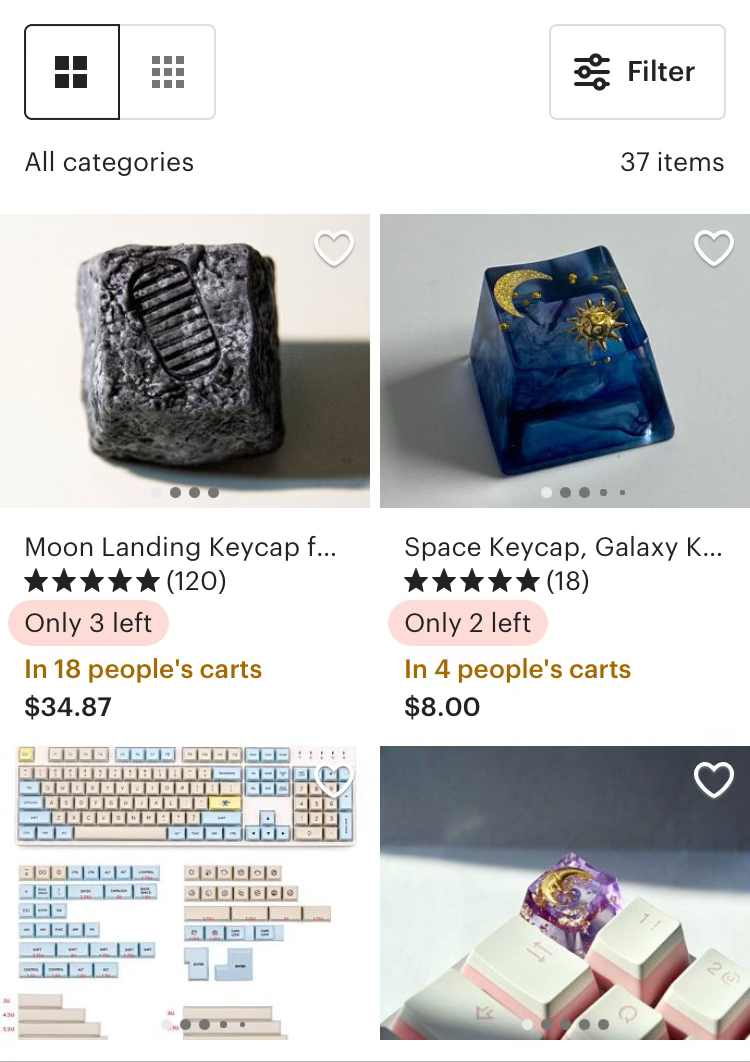 Filter
All categories
37 items
Moon Landing Keycap f...
(120)
Only 3 left
In 18 people's carts
$34.87
Space Keycap, Galaxy K...
(18)
Only 2 left
In 4 people's carts
$8.00